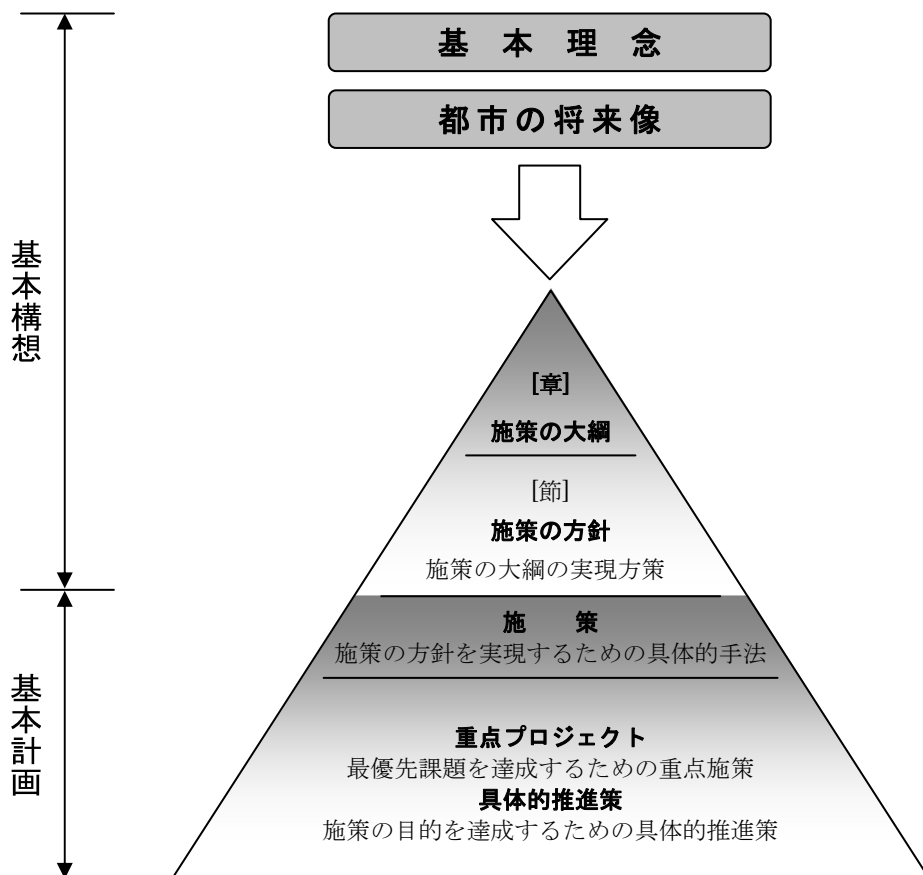 基本理念
都市の将来像
基本構想
[章]
施策の大綱
[節]
施策の方針
施策の大綱の実現方策
基本計画
施策
施策の方針を実現するための具体的手法
重点プロジェクト
最優先課題を達成するための重点施策
具体的推進策
施策の目的を達成するための具体的推進策